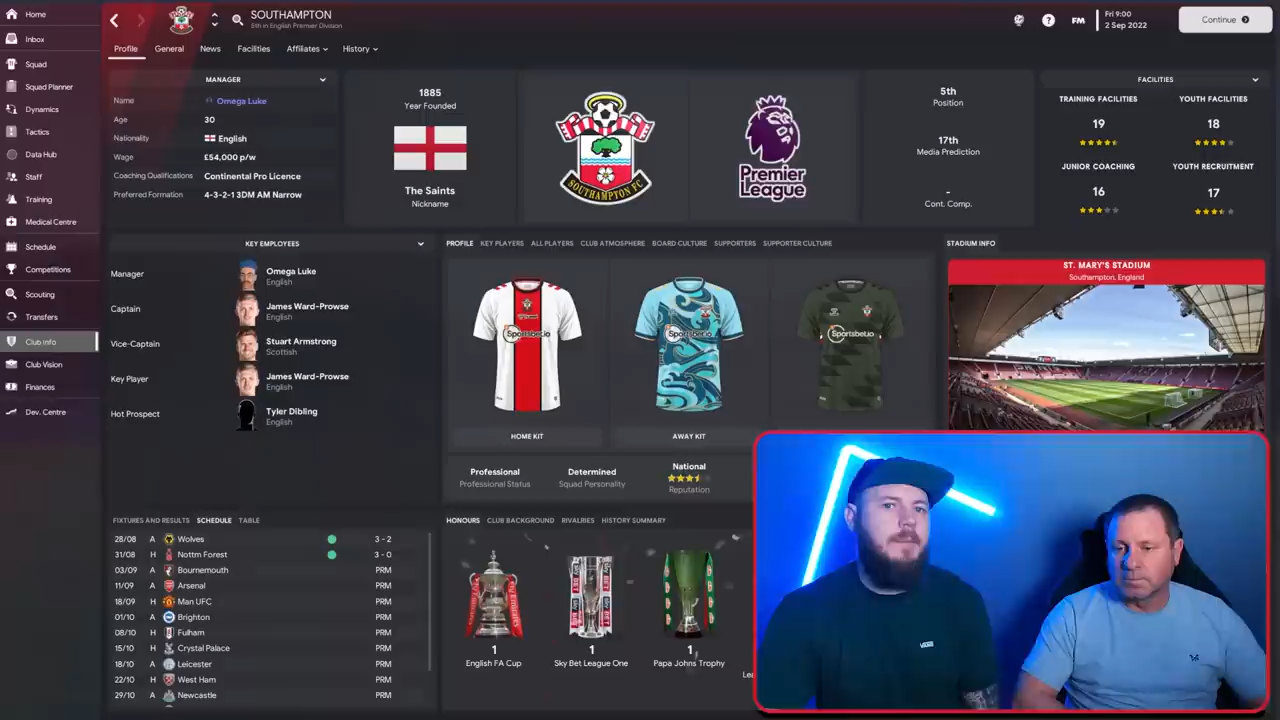 Home
Inbox
Squad
Squad Planner
Dynamics
Tactics
Data Hub
Staff
Training
Medical Centre
Schedule
Competitions
Scouting
Transfers
Club Info
Club Vision
Finances
Dev. Centre
SOUTHAMPTON
5th in English Premier Division
FM
Fri 9:00
2 Sep 2022
Continue
Profile
General
News
Facilities
Affiliates
History
MANAGER
Name Omega Luke
Age 30
Nationality English
Wage £54,000 p/w
Coaching Qualifications Continental Pro Licence
Preferred Formation 4-3-2-1 3DM AM Narrow
1885
Year Founded
The Saints
Nickname
SOUTHAMPTON FC
Premier
League
5th
Position
17th
Media Prediction
-
Cont. Comp.
FACILITIES
TRAINING FACILITIES
19
YOUTH FACILITIES
18
JUNIOR COACHING
16
YOUTH RECRUITMENT
17
KEY EMPLOYEES
Manager
Omega Luke
English
Captain
James Ward-Prowse
English
Vice-Captain
Stuart Armstrong
Scottish
Key Player
James Ward-Prowse
English
Hot Prospect
Tyler Dibling
English
PROFILE
KEY PLAYERS
ALL PLAYERS
CLUB ATMOSPHERE
BOARD CULTURE
SUPPORTERS
SUPPORTER CULTURE
Sportsbet.io
Sportsbet.io
Sportsbet.io
HOME KIT
AWAY KIT
Professional
Professional Status
Determined
Squad Personality
National
Reputation
STADIUM INFO
ST. MARY'S STADIUM
Southampton, England
FIXTURES AND RESULTS
SCHEDULE
TABLE
28/08 A Wolves 3 - 2
31/08 H Nottm Forest 3 - 0
03/09 A Bournemouth PRM
11/09 A Arsenal PRM
18/09 H Man UFC PRM
01/10 A Brighton PRM
08/10 H Fulham PRM
15/10 H Crystal Palace PRM
18/10 A Leicester PRM
22/10 H West Ham PRM
29/10 A Newcastle PRM
HONOURS
CLUB BACKGROUND
RIVALRIES
HISTORY SUMMARY
1
English FA Cup
1
Sky Bet League One
1
Papa Johns Trophy
Lea
VANS